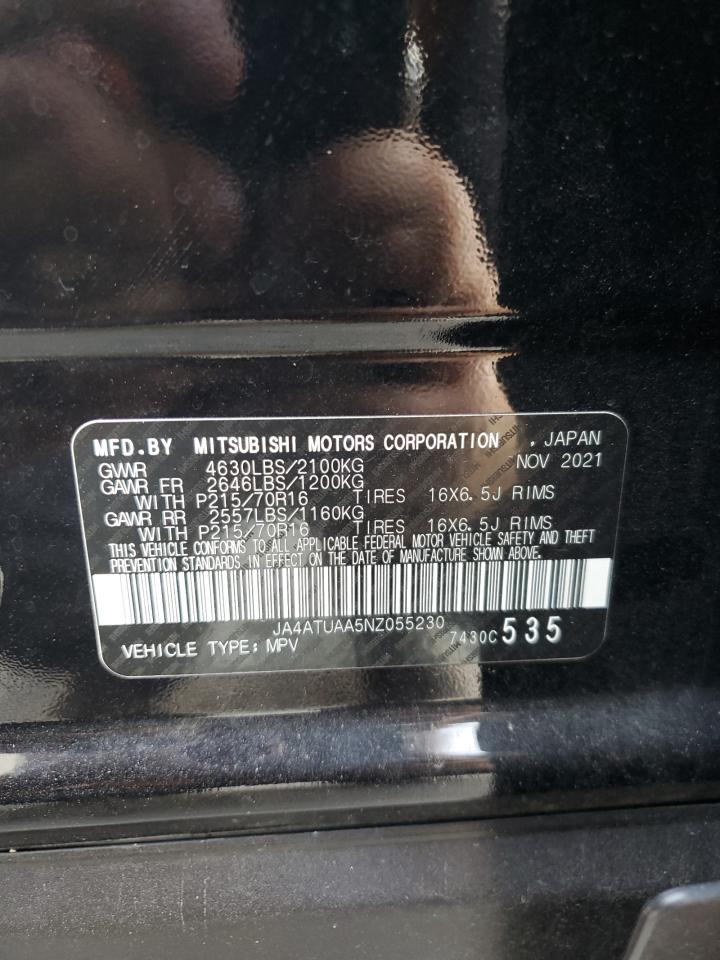 MFD.BY MITSUBISHI MOTORS CORPORATION , JAPAN
GVWR 4630LBS/2100KG NOV 2021
GAWR FR 2646LBS/1200KG
WITH P215/70R16 TIRES 16X6.5J RIMS
GAWR RR 2557LBS/1160KG
WITH P215/70R16 TIRES 16X6.5J RIMS
THIS VEHICLE CONFORMS TO ALL APPLICABLE FEDERAL MOTOR VEHICLE SAFETY AND THEFT
PREVENTION STANDARDS IN EFFECT ON THE DATE OF MANUFACTURE SHOWN ABOVE.
JA4ATUAA5NZ055230
VEHICLE TYPE; MPV 7430C 535